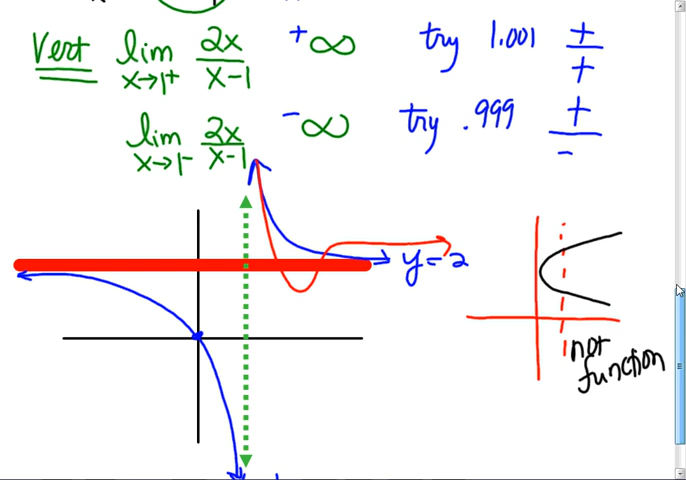 Vert lim x→1⁺ 2x/(x-1) +∞ try 1.001 +/+
lim x→1⁻ 2x/(x-1) -∞ try .999 +/-
y=2
not
function